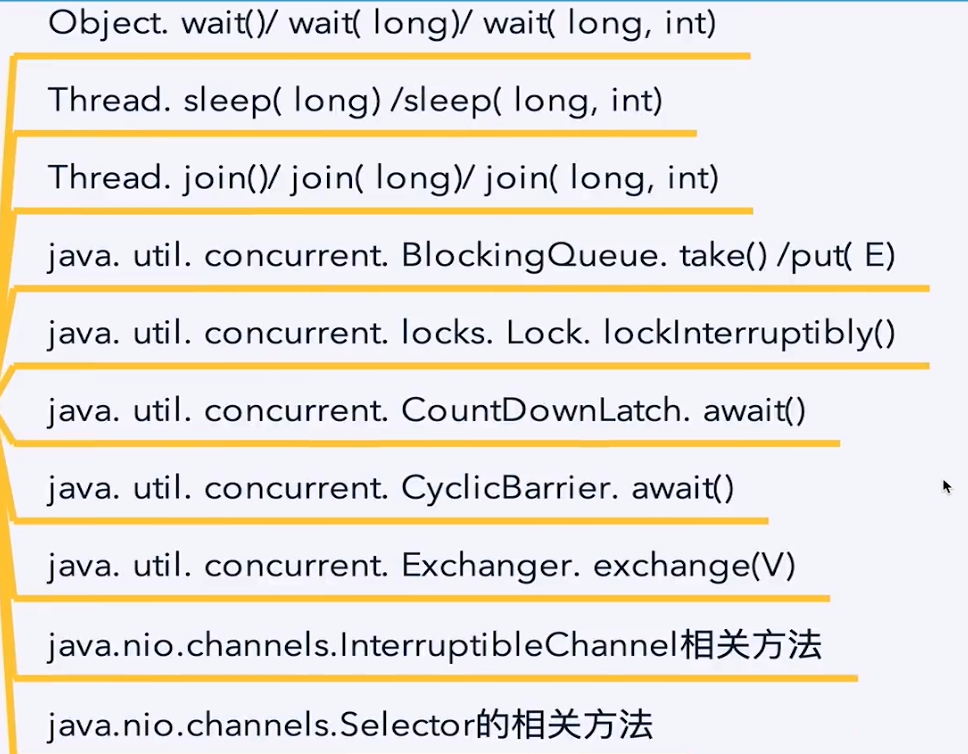 Object. wait()/ wait( long)/ wait( long, int)
Thread. sleep( long) /sleep( long, int)
Thread. join()/ join( long)/ join( long, int)
java. util. concurrent. BlockingQueue. take() /put( E)
java. util. concurrent. locks. Lock. lockInterruptibly()
java. util. concurrent. CountDownLatch. await()
java. util. concurrent. CyclicBarrier. await()
java. util. concurrent. Exchanger. exchange(V)
java.nio.channels.InterruptibleChannel相关方法
java.nio.channels.Selector的相关方法